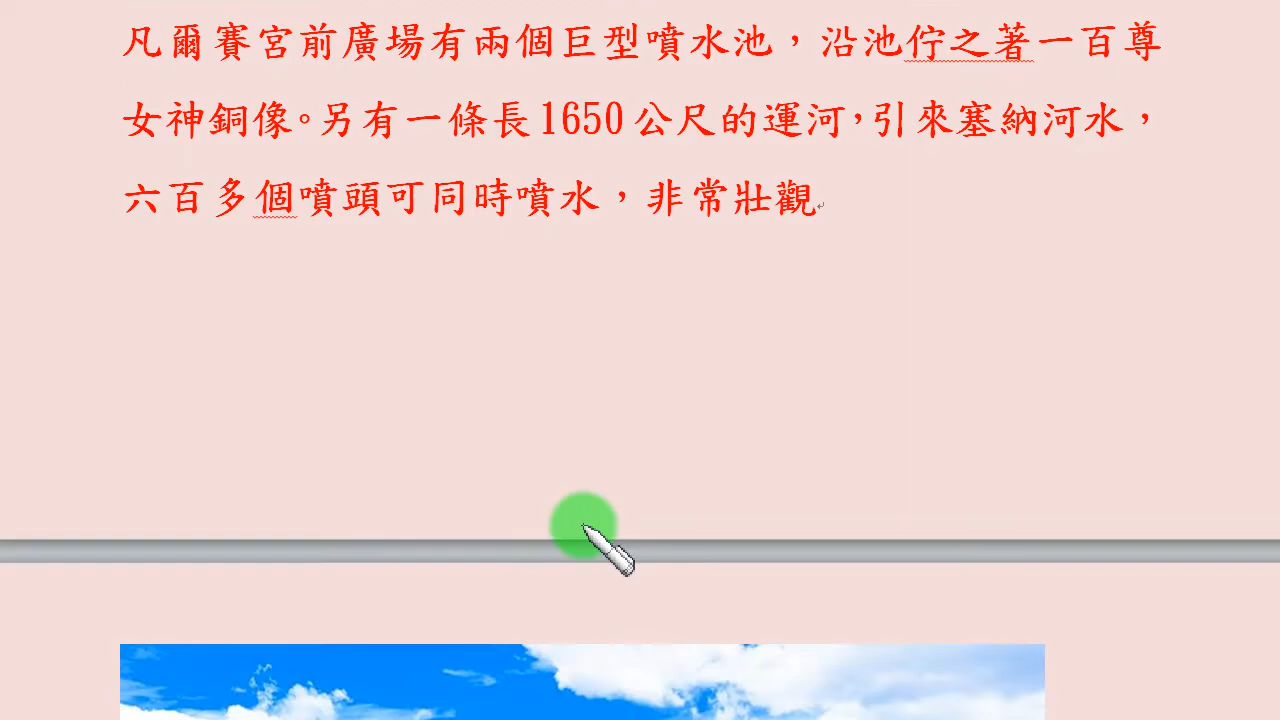 凡爾賽宮前廣場有兩個巨型噴水池，沿池佇之著一百尊
女神銅像。另有一條長1650公尺的運河，引來塞納河水，
六百多個噴頭可同時噴水，非常壯觀